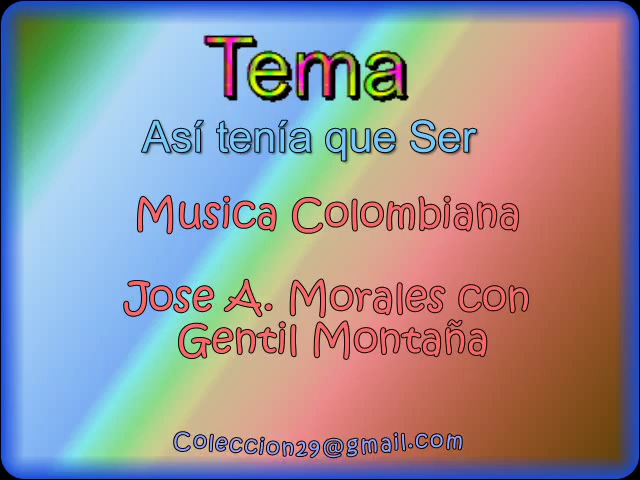 Tema
Así tenía que Ser
Musica Colombiana
Jose A. Morales con
Gentil Montaña
Coleccion29@gmail.com